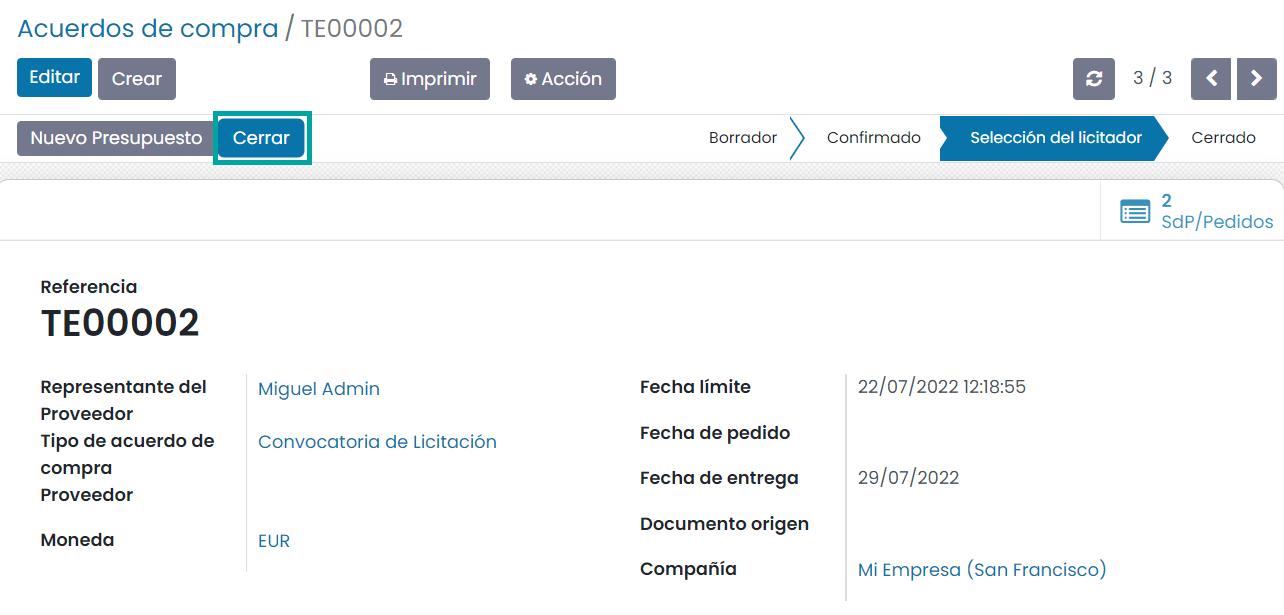 Acuerdos de compra / TE00002
Editar Crear Imprimir Acción 3 / 3
Nuevo Presupuesto Cerrar Borrador Confirmado Selección del licitador Cerrado
2
SdP/Pedidos
Referencia
TE00002
Representante del Proveedor Miguel Admin
Tipo de acuerdo de compra Convocatoria de Licitación
Proveedor
Moneda EUR
Fecha límite 22/07/2022 12:18:55
Fecha de pedido
Fecha de entrega 29/07/2022
Documento origen
Compañía Mi Empresa (San Francisco)